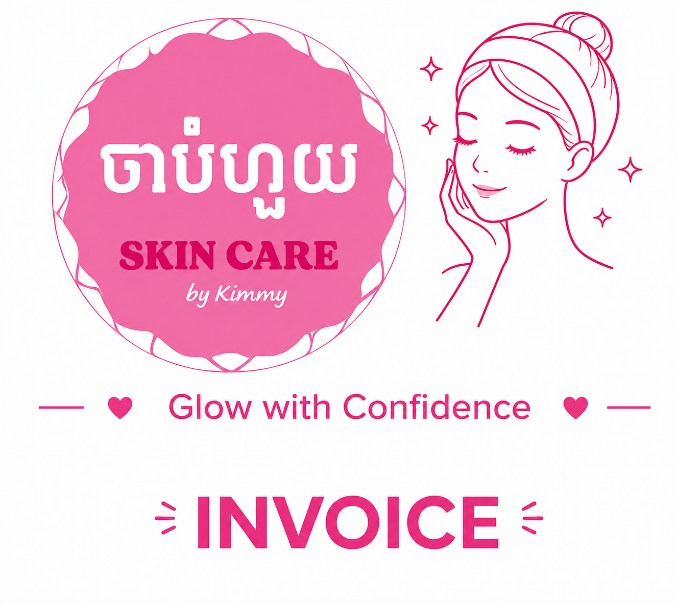 ចាប់ហួយ
SKIN CARE
by Kimmy
Glow with Confidence
INVOICE